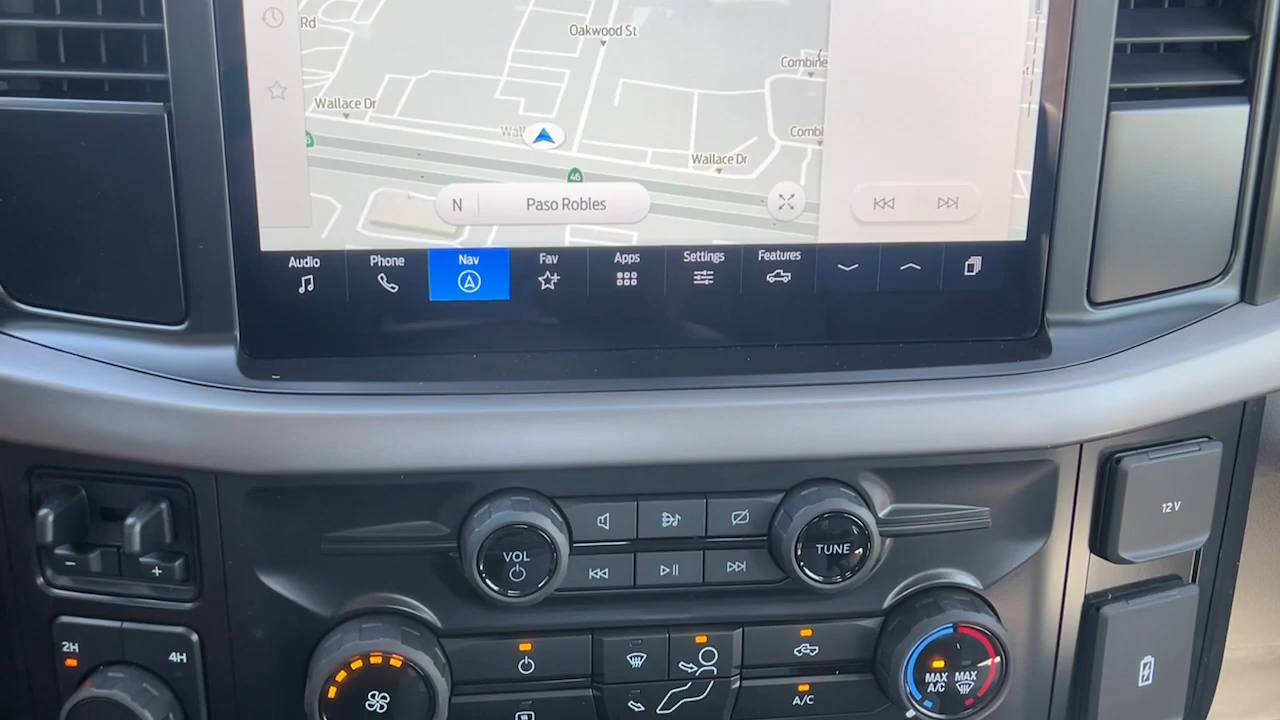 Rd
Oakwood St
Combine
Wallace Dr
Wall
Combi
Wallace Dr
46
N
Paso Robles
Audio
Phone
Nav
Fav
Apps
Settings
Features
VOL
TUNE
12V
- +
2H
4H
MAX A/C
MAX
A/C